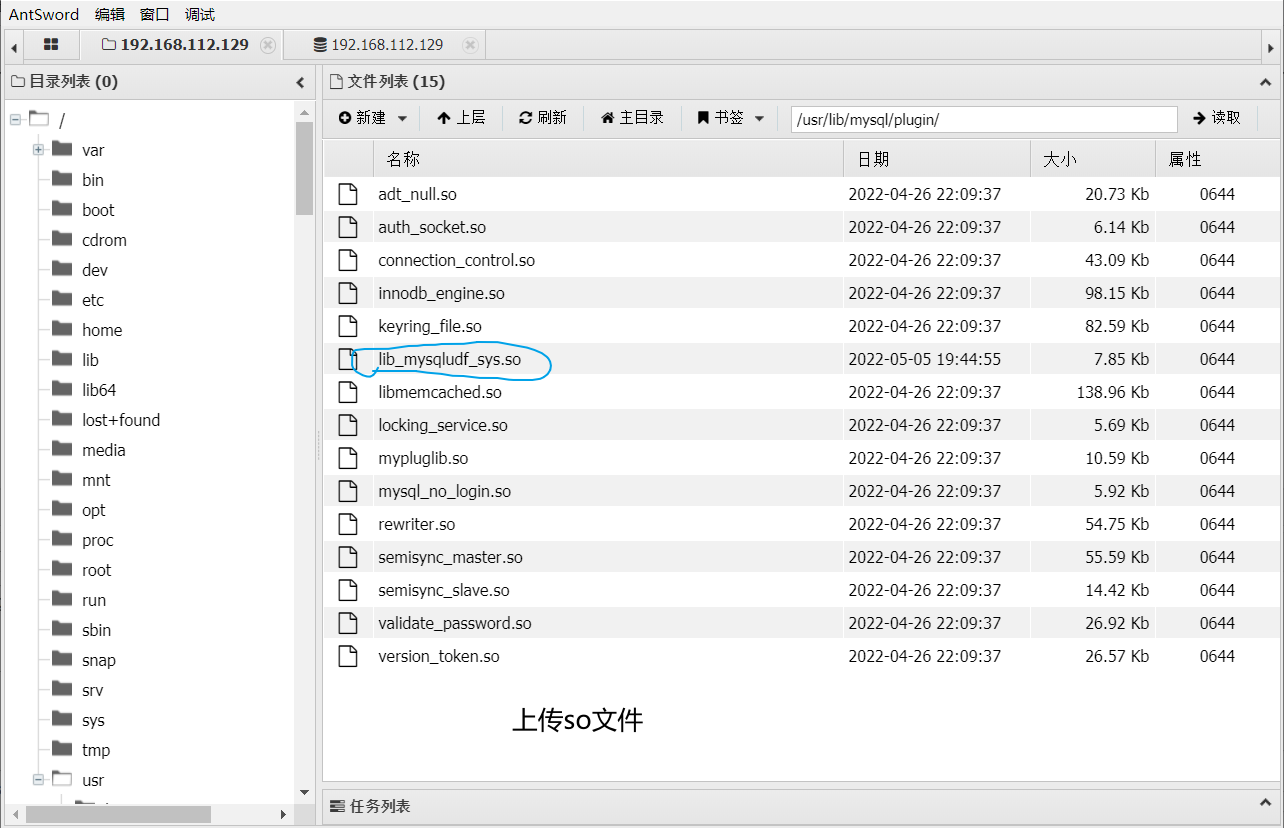 AntSword 编辑 窗口 调试
192.168.112.129 192.168.112.129
目录列表 (0)
/
var
bin
boot
cdrom
dev
etc
home
lib
lib64
lost+found
media
mnt
opt
proc
root
run
sbin
snap
srv
sys
tmp
usr
文件列表 (15)
新建 上层 刷新 主目录 书签 /usr/lib/mysql/plugin/ 读取
名称 日期 大小 属性
adt_null.so 2022-04-26 22:09:37 20.73 Kb 0644
auth_socket.so 2022-04-26 22:09:37 6.14 Kb 0644
connection_control.so 2022-04-26 22:09:37 43.09 Kb 0644
innodb_engine.so 2022-04-26 22:09:37 98.15 Kb 0644
keyring_file.so 2022-04-26 22:09:37 82.59 Kb 0644
lib_mysqludf_sys.so 2022-05-05 19:44:55 7.85 Kb 0644
libmemcached.so 2022-04-26 22:09:37 138.96 Kb 0644
locking_service.so 2022-04-26 22:09:37 5.69 Kb 0644
mypluglib.so 2022-04-26 22:09:37 10.59 Kb 0644
mysql_no_login.so 2022-04-26 22:09:37 5.92 Kb 0644
rewriter.so 2022-04-26 22:09:37 54.75 Kb 0644
semisync_master.so 2022-04-26 22:09:37 55.59 Kb 0644
semisync_slave.so 2022-04-26 22:09:37 14.42 Kb 0644
validate_password.so 2022-04-26 22:09:37 26.92 Kb 0644
version_token.so 2022-04-26 22:09:37 26.57 Kb 0644
上传so文件
任务列表